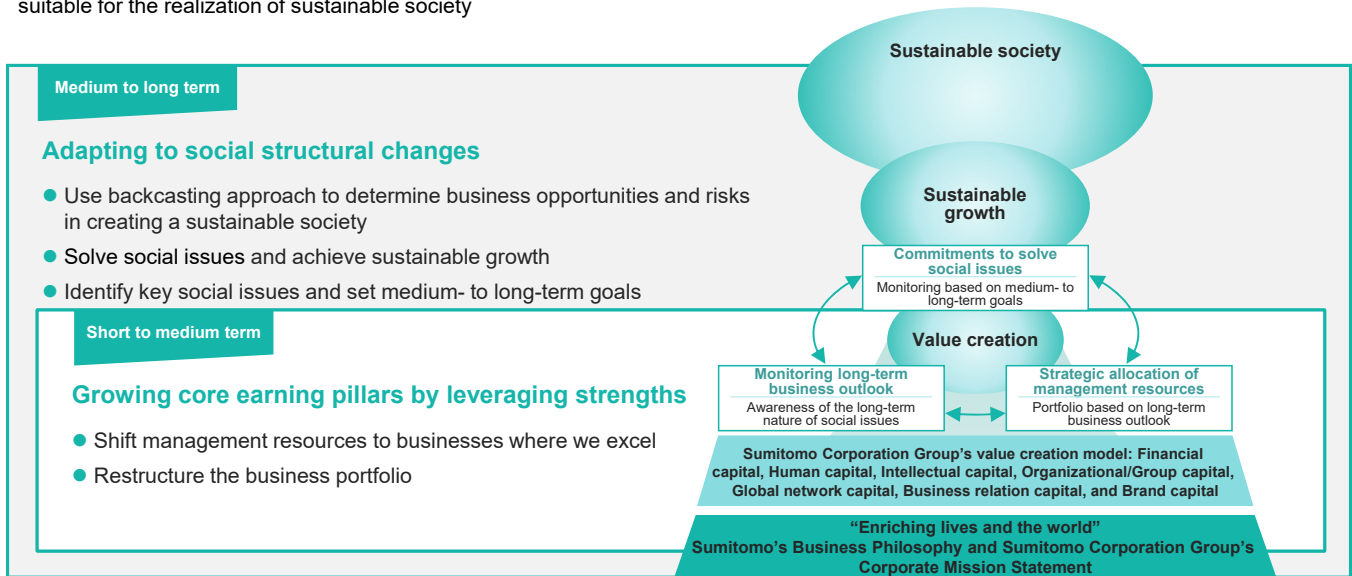 suitable for the realization of sustainable society
Sustainable society
Medium to long term
Adapting to social structural changes
Use backcasting approach to determine business opportunities and risks
in creating a sustainable society
Solve social issues and achieve sustainable growth
Identify key social issues and set medium- to long-term goals
Sustainable
growth
Commitments to solve
social issues
Monitoring based on medium- to
long-term goals
Short to medium term
Growing core earning pillars by leveraging strengths
Shift management resources to businesses where we excel
Restructure the business portfolio
Value creation
Monitoring long-term
business outlook
Awareness of the long-term
nature of social issues
Strategic allocation of
management resources
Portfolio based on long-term
business outlook
Sumitomo Corporation Group's value creation model: Financial
capital, Human capital, Intellectual capital, Organizational/Group capital,
Global network capital, Business relation capital, and Brand capital
“Enriching lives and the world”
Sumitomo's Business Philosophy and Sumitomo Corporation Group's
Corporate Mission Statement